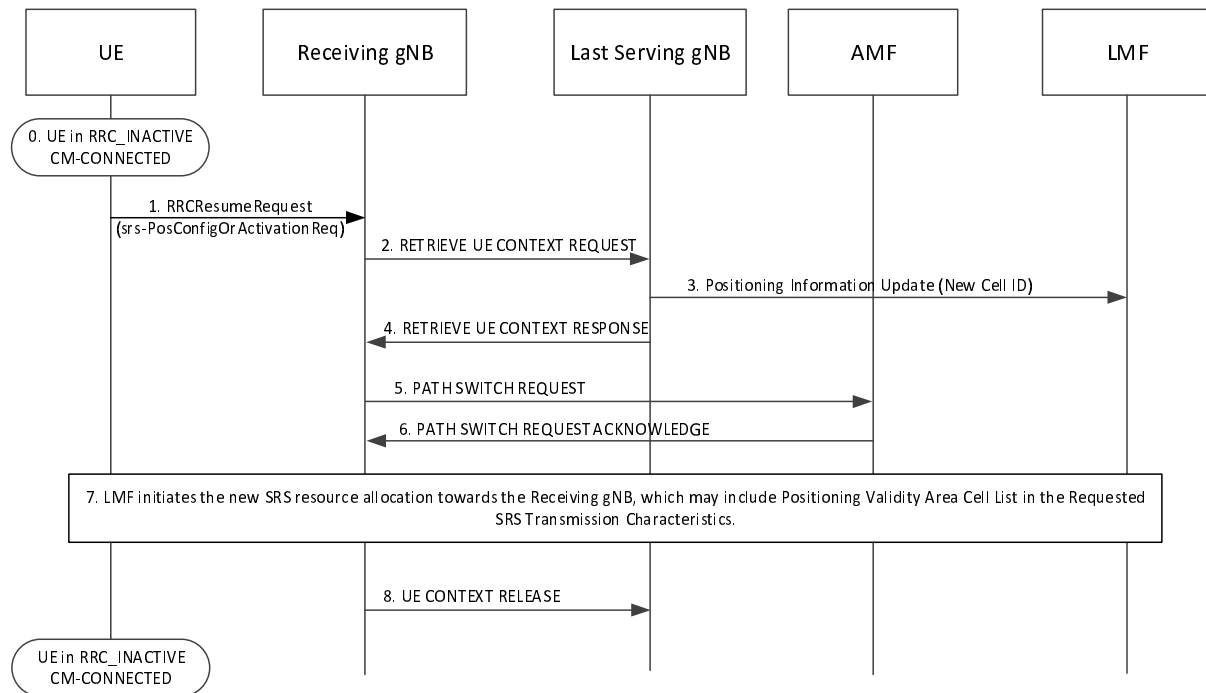 UE
Receiving gNB
Last Serving gNB
AMF
LMF
0. UE in RRC_INACTIVE
CM-CONNECTED
1. RRCResumeRequest
(srs-PosConfigOrActivationReq)
2. RETRIEVE UE CONTEXT REQUEST
3. Positioning Information Update (New Cell ID)
4. RETRIEVE UE CONTEXT RESPONSE
5. PATH SWITCH REQUEST
6. PATH SWITCH REQUEST ACKNOWLEDGE
7. LMF initiates the new SRS resource allocation towards the Receiving gNB, which may include Positioning Validity Area Cell List in the Requested
SRS Transmission Characteristics.
8. UE CONTEXT RELEASE
UE in RRC_INACTIVE
CM-CONNECTED